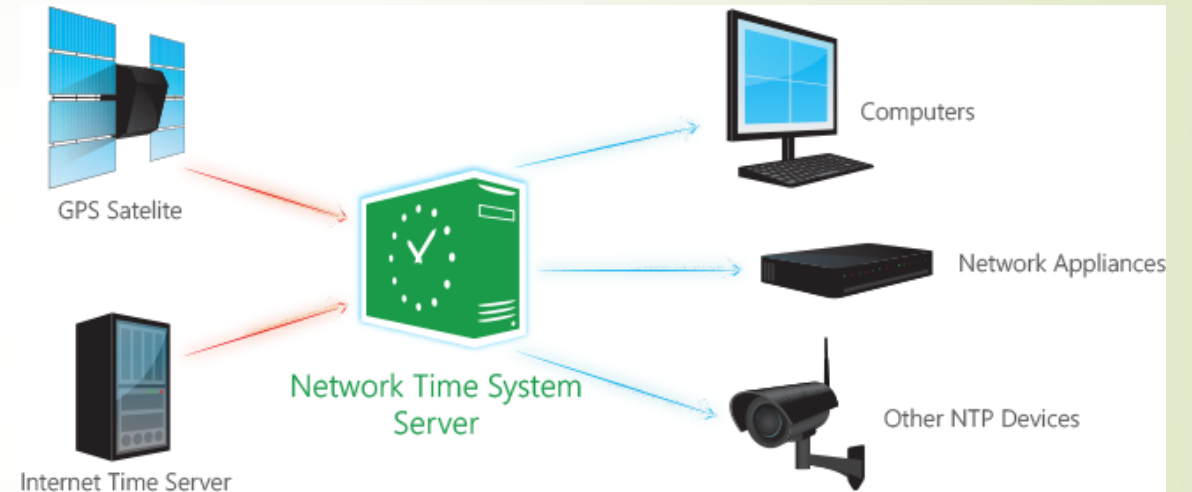 Computers
GPS Satelite
Network Appliances
Network Time System
Server
Other NTP Devices
Internet Time Server